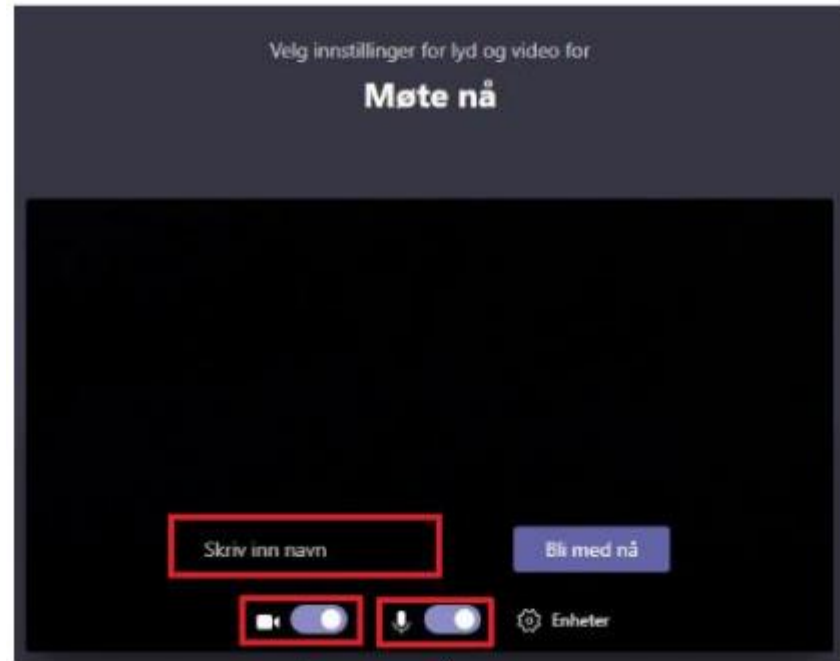 Velg innstillinger for lyd og video for
Møte nå
Skriv inn navn
Bli med nå
Enheter